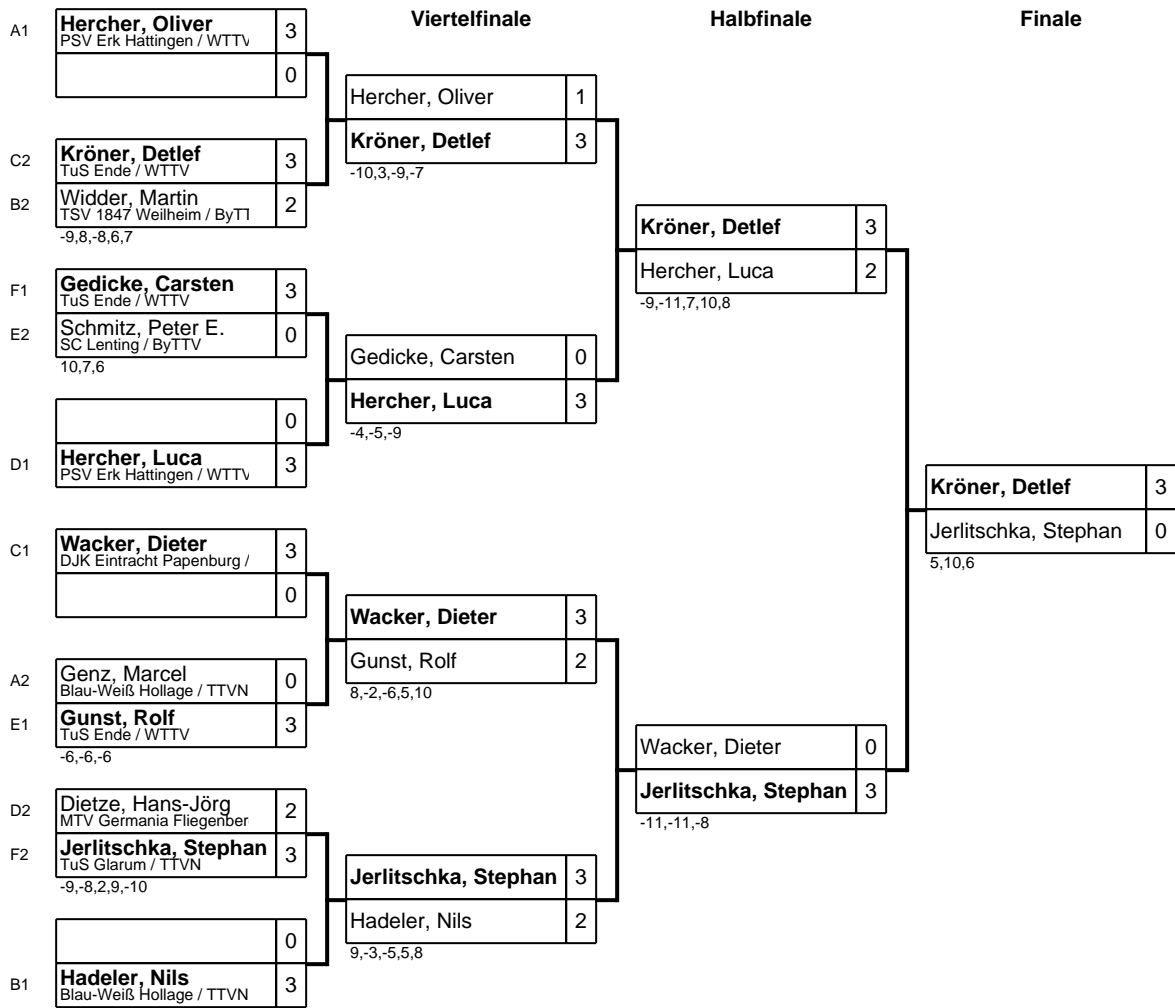 Viertelfinale Halbfinale Finale
A1 Hercher, Oliver 3
PSV Erk Hattingen / WTTV
0
C2 Kröner, Detlef 3
TuS Ende / WTTV
B2 Widder, Martin 2
TSV 1847 Weilheim / ByTT
-9,8,-8,6,7
F1 Gedicke, Carsten 3
TuS Ende / WTTV
E2 Schmitz, Peter E. 0
SC Lenting / ByTTV
10,7,6
0
D1 Hercher, Luca 3
PSV Erk Hattingen / WTTV
C1 Wacker, Dieter 3
DJK Eintracht Papenburg /
0
A2 Genz, Marcel 0
Blau-Weiß Hollage / TTVN
E1 Gunst, Rolf 3
TuS Ende / WTTV
-6,-6,-6
D2 Dietze, Hans-Jörg 2
MTV Germania Fliegenber
F2 Jerlitschka, Stephan 3
TuS Glarum / TTVN
-9,-8,2,9,-10
0
B1 Hadeler, Nils 3
Blau-Weiß Hollage / TTVN
Hercher, Oliver 1
Kröner, Detlef 3
-10,3,-9,-7
Gedicke, Carsten 0
Hercher, Luca 3
-4,-5,-9
Wacker, Dieter 3
Gunst, Rolf 2
8,-2,-6,5,10
Jerlitschka, Stephan 3
Hadeler, Nils 2
9,-3,-5,5,8
Kröner, Detlef 3
Hercher, Luca 2
-9,-11,7,10,8
Wacker, Dieter 0
Jerlitschka, Stephan 3
-11,-11,-8
Kröner, Detlef 3
Jerlitschka, Stephan 0
5,10,6